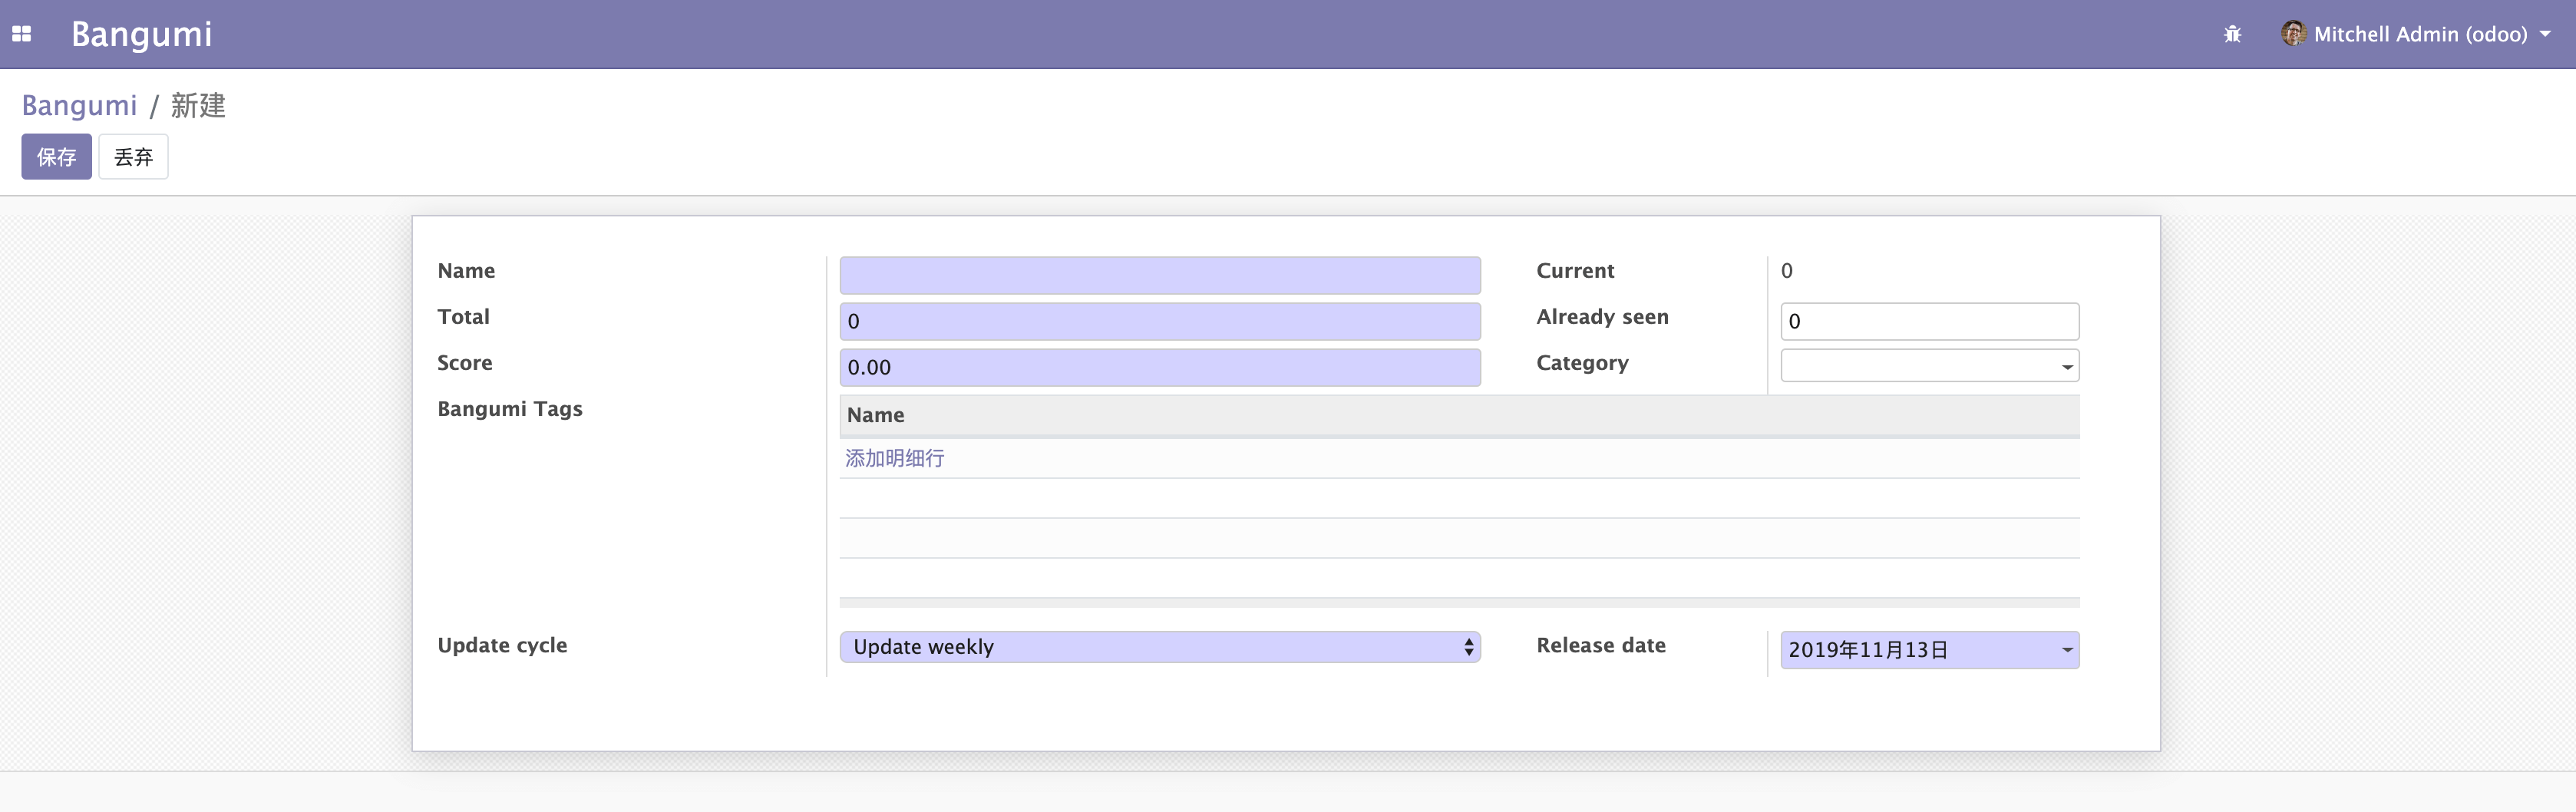 Bangumi
Mitchell Admin (odoo)
Bangumi / 新建
保存 丢弃
Name
Current 0
Total 0
Already seen 0
Score 0.00
Category
Bangumi Tags
Name
添加明细行
Update cycle Update weekly
Release date 2019年11月13日